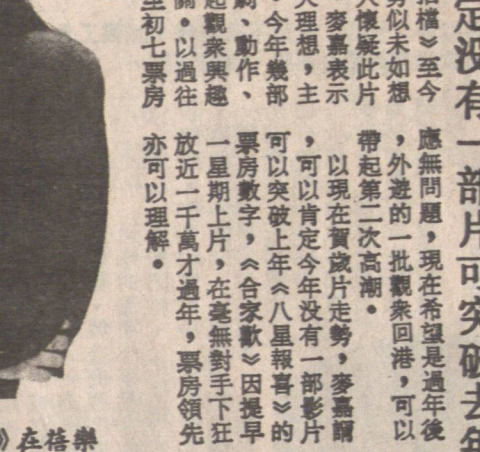 定沒有一部片可突破去年
拍檔》至今
勢似未如想
人懷疑此片
麥嘉表示
大理想，主
。今年幾部
劇、動作、
起觀衆興趣
關。以過往
至初七票房
應無問題，現在希望是過年後
，外遊的一批觀衆回港，可以
帶起第二次高潮。
以現在賀歲片走勢，麥嘉謂
，可以肯定今年沒有一部影片
可以突破上年《八星報喜》的
票房數字，《合家歡》因提早
一星期上片，在毫無對手下狂
放近一千萬才過年，票房領先
亦可以理解。
》在蓓樂